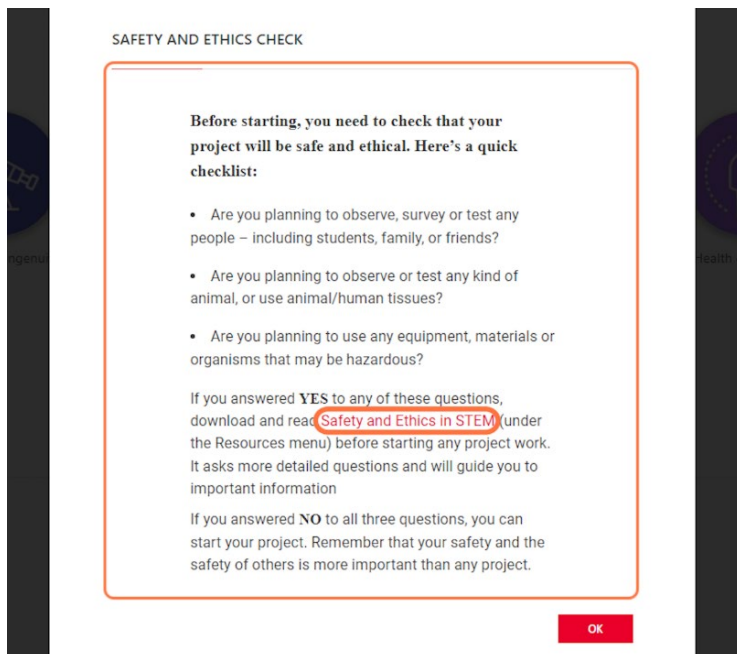 SAFETY AND ETHICS CHECK
Before starting, you need to check that your
project will be safe and ethical. Here's a quick
checklist:
• Are you planning to observe, survey or test any
people – including students, family, or friends?
• Are you planning to observe or test any kind of
animal, or use animal/human tissues?
• Are you planning to use any equipment, materials or
organisms that may be hazardous?
If you answered YES to any of these questions,
download and read Safety and Ethics in STEM (under
the Resources menu) before starting any project work.
It asks more detailed questions and will guide you to
important information
If you answered NO to all three questions, you can
start your project. Remember that your safety and the
safety of others is more important than any project.
OK
Health